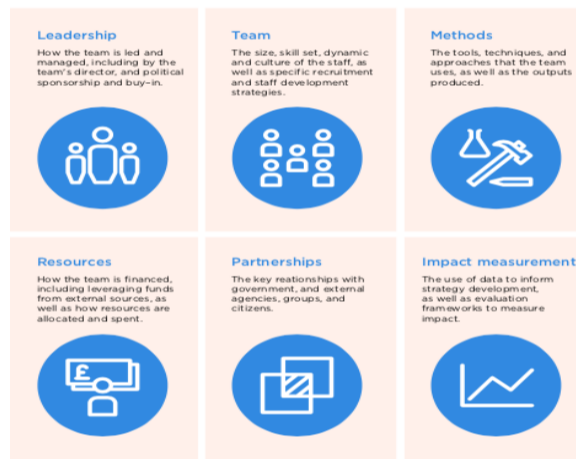 Leadership
How the team is led and
managed, including by the
team's director, and political
sponsorship and buy-in.
Team
The size, skill set, dynamic
and culture of the staff, as
well as specific recruitment
and staff development
strategies.
Methods
The tools, techniques, and
approaches that the team
uses, as well as the outputs
produced.
Resources
How the team is financed,
including leveraging funds
from external sources, as
well as how resources are
allocated and spent.
£
Partnerships
The key reationships with
government, and external
agencies, groups, and
citizens.
Impact measurement
The use of data to inform
strategy development,
as well as evaluation
frameworks to measure
impact.